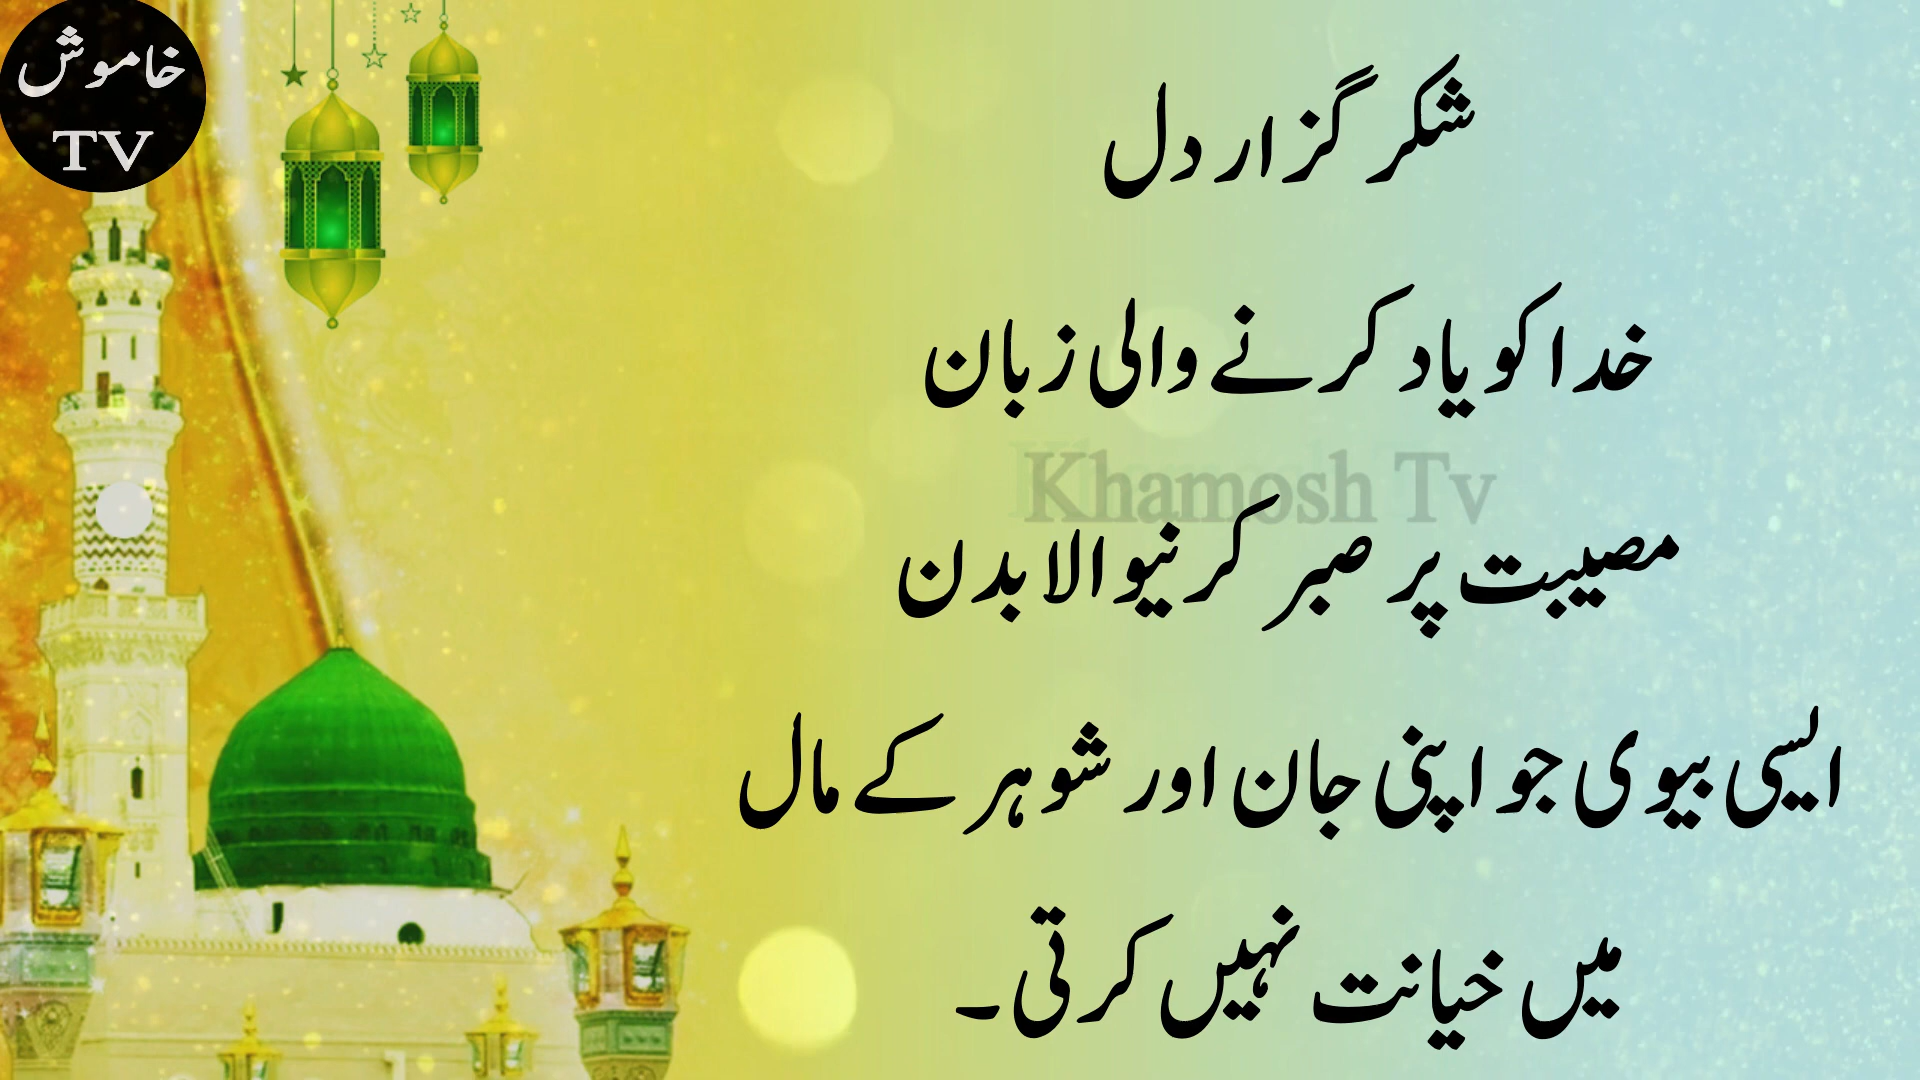 خاموش
TV
شکر گزار دل
خدا کو یاد کرنے والی زبان
Khamosh Tv
مصیبت پر صبر کرنیوالا بدن
ایسی بیوی جو اپنی جان اور شوہر کے مال
میں خیانت نہیں کرتی۔